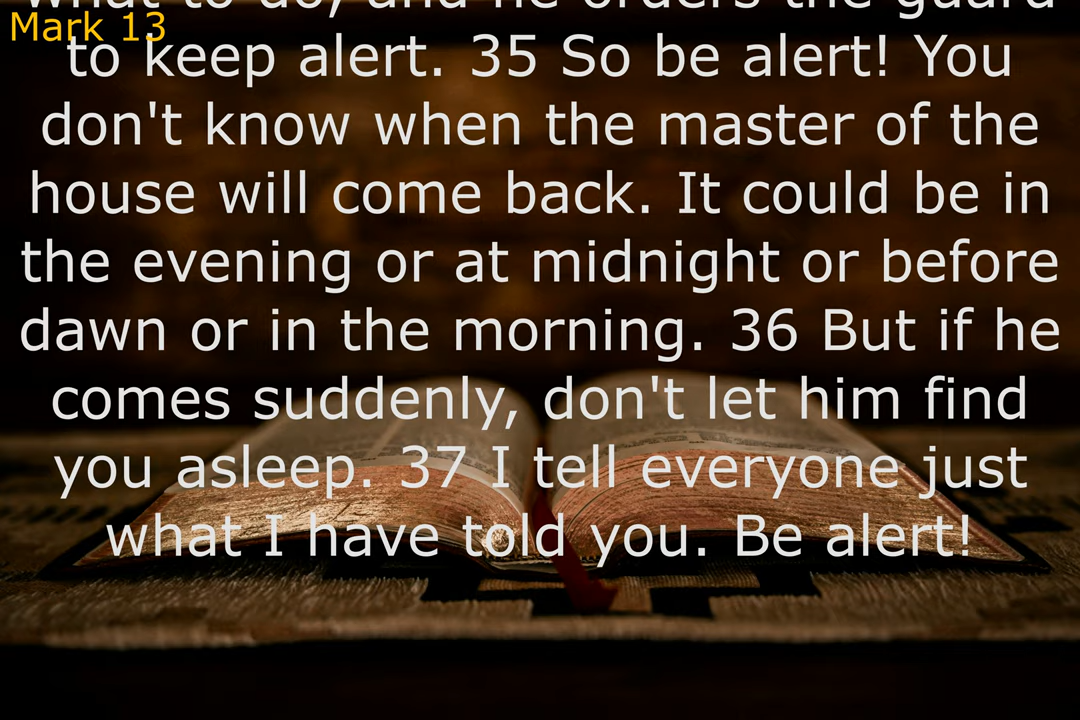 what to do, and he orders the guard
Mark 13
to keep alert. 35 So be alert! You
don't know when the master of the
house will come back. It could be in
the evening or at midnight or before
dawn or in the morning. 36 But if he
comes suddenly, don't let him find
you asleep. 37 I tell everyone just
what I have told you. Be alert!